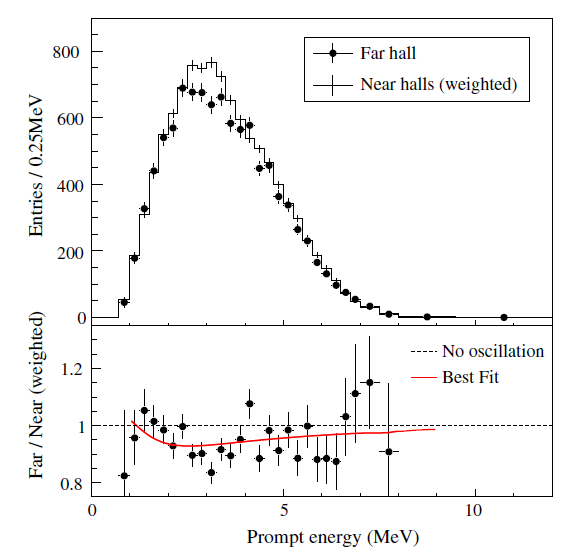 800
600
400
200
0
Entries / 0.25MeV
Far hall
Near halls (weighted)
1.2
1
0.8
Far / Near (weighted)
No oscillation
Best Fit
0
5
10
Prompt energy (MeV)